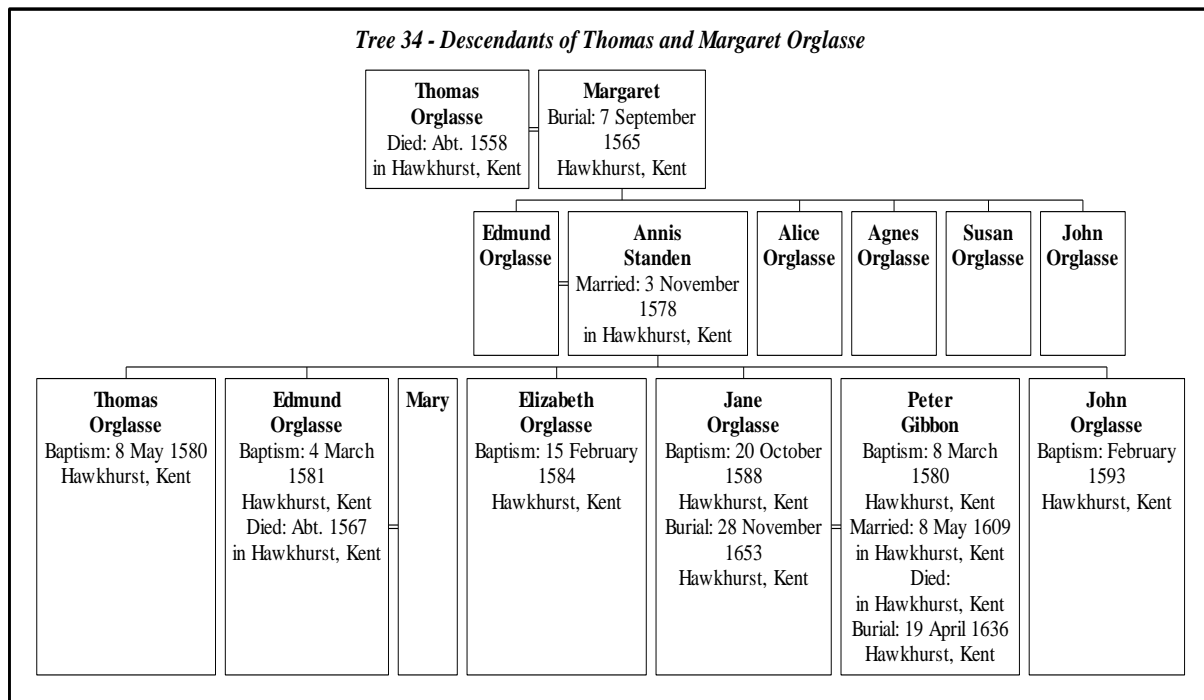 Tree 34 - Descendants of Thomas and Margaret Orglasse
Thomas
Orglasse
Died: Abt. 1558
in Hawkhurst, Kent
Margaret
Burial: 7 September
1565
Hawkhurst, Kent
Edmund
Orglasse
Annis
Standen
Married: 3 November
1578
in Hawkhurst, Kent
Alice
Orglasse
Agnes
Orglasse
Susan
Orglasse
John
Orglasse
Thomas
Orglasse
Baptism: 8 May 1580
Hawkhurst, Kent
Edmund
Orglasse
Baptism: 4 March
1581
Hawkhurst, Kent
Died: Abt. 1567
in Hawkhurst, Kent
Mary
Elizabeth
Orglasse
Baptism: 15 February
1584
Hawkhurst, Kent
Jane
Orglasse
Baptism: 20 October
1588
Hawkhurst, Kent
Burial: 28 November
1653
Hawkhurst, Kent
Peter
Gibbon
Baptism: 8 March
1580
Hawkhurst, Kent
Married: 8 May 1609
in Hawkhurst, Kent
Died:
in Hawkhurst, Kent
Burial: 19 April 1636
Hawkhurst, Kent
John
Orglasse
Baptism: February
1593
Hawkhurst, Kent